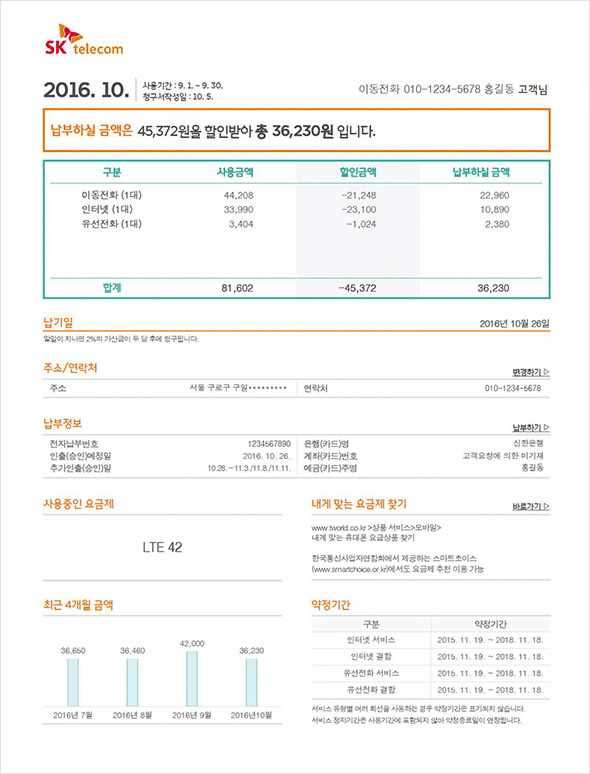 SK telecom
2016. 10. 사용기간 : 9. 1. ~ 9. 30.
청구서작성일 : 10. 5.
이동전화 010-1234-5678 홍길동 고객님
납부하실 금액은 45,372원을 할인받아 총 36,230원 입니다.
구분 사용금액 할인금액 납부하실 금액
이동전화 (1대) 44,208 -21,248 22,960
인터넷 (1대) 33,990 -23,100 10,890
유선전화 (1대) 3,404 -1,024 2,380
합계 81,602 -45,372 36,230
납기일 2016년 10월 26일
말일이 지나면 2%의 가산금이 두 달 후에 청구됩니다.
주소/연락처 변경하기 ▷
주소 서울 구로구 구일********* 연락처 010-1234-5678
납부정보 납부하기 ▷
전자납부번호 1234567890 은행(카드)명 신한은행
인출(승인)예정일 2016. 10. 26. 계좌(카드)번호 고객요청에 의한 미기재
추가인출(승인)일 10.28.~11.3./11.8./11.11. 예금(카드)주명 홍길동
사용중인 요금제
LTE 42
내게 맞는 요금제 찾기 바로가기 ▷
www.tworld.co.kr >상품 서비스>모바일>
내게 맞는 휴대폰 요금상품 찾기
한국통신사업자연합회에서 제공하는 스마트초이스
(www.smartchoice.or.kr)에서도 요금제 추천 이용 가능
최근 4개월 금액
36,650 36,460 42,000 36,230
2016년 7월 2016년 8월 2016년 9월 2016년10월
약정기간
구분 약정기간
인터넷 서비스 2015. 11. 19. ~ 2018. 11. 18.
인터넷 결합 2015. 11. 19. ~ 2018. 11. 18.
유선전화 서비스 2015. 11. 19. ~ 2018. 11. 18.
유선전화 결합 2015. 11. 19. ~ 2018. 11. 18.
서비스 유형별 여러 회선을 사용하는 경우 약정기간은 표기되지 않습니다.
서비스 정지기간은 사용기간에 포함되지 않아 약정종료일이 연장됩니다.